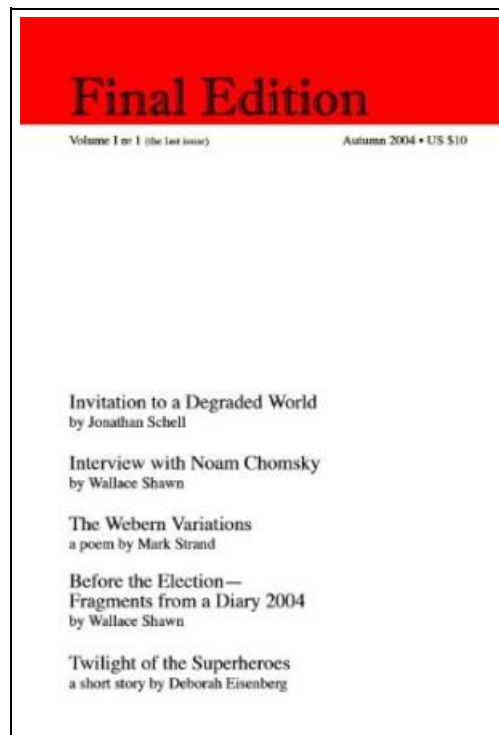 Final Edition
Volume I nº 1 (the last issue) Autumn 2004 • US $10
Invitation to a Degraded World
by Jonathan Schell
Interview with Noam Chomsky
by Wallace Shawn
The Webern Variations
a poem by Mark Strand
Before the Election—
Fragments from a Diary 2004
by Wallace Shawn
Twilight of the Superheroes
a short story by Deborah Eisenberg